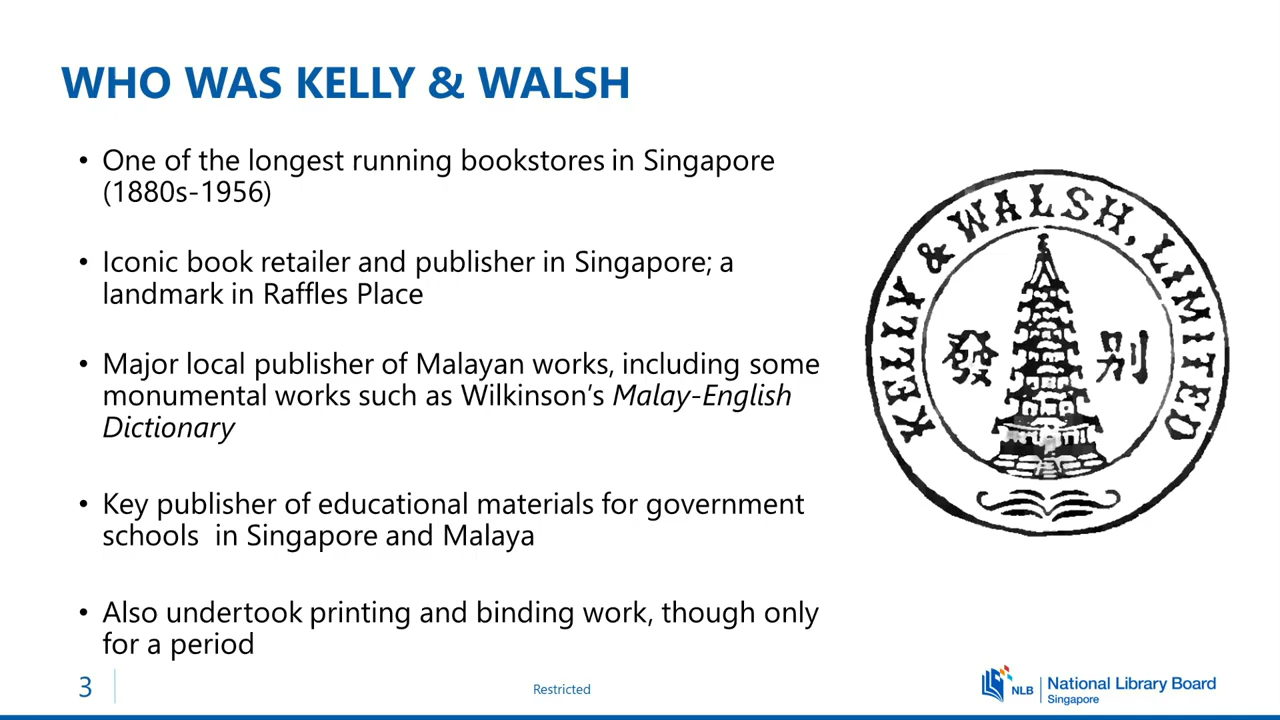 WHO WAS KELLY & WALSH
• One of the longest running bookstores in Singapore
(1880s-1956)
• Iconic book retailer and publisher in Singapore; a
landmark in Raffles Place
• Major local publisher of Malayan works, including some
monumental works such as Wilkinson’s Malay-English
Dictionary
• Key publisher of educational materials for government
schools  in Singapore and Malaya
• Also undertook printing and binding work, though only
for a period
KELLY & WALSH, LIMITED
發 别
3
Restricted
NLB
National Library Board
Singapore